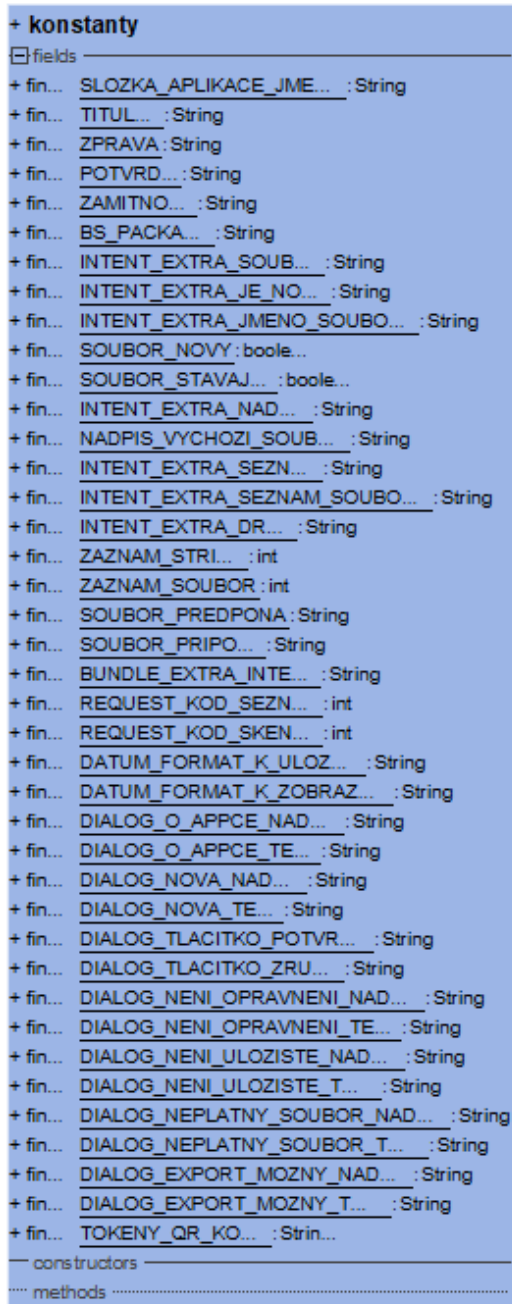 + konstanty
fields
+ fin... SLOZKA_APLIKACE_JME... : String
+ fin... TITUL... : String
+ fin... ZPRAVA : String
+ fin... POTVRD... : String
+ fin... ZAMITNO... : String
+ fin... BS_PACKA... : String
+ fin... INTENT_EXTRA_SOUB... : String
+ fin... INTENT_EXTRA_JE_NO... : String
+ fin... INTENT_EXTRA_JMENO_SOUBO... : String
+ fin... SOUBOR_NOVY : boole...
+ fin... SOUBOR_STAVAJ... : boole...
+ fin... INTENT_EXTRA_NAD... : String
+ fin... NADPIS_VYCHOZI_SOUB... : String
+ fin... INTENT_EXTRA_SEZN... : String
+ fin... INTENT_EXTRA_SEZNAM_SOUBO... : String
+ fin... INTENT_EXTRA_DR... : String
+ fin... ZAZNAM_STRI... : int
+ fin... ZAZNAM_SOUBOR : int
+ fin... SOUBOR_PREDPONA : String
+ fin... SOUBOR_PRIPO... : String
+ fin... BUNDLE_EXTRA_INTE... : String
+ fin... REQUEST_KOD_SEZN... : int
+ fin... REQUEST_KOD_SKEN... : int
+ fin... DATUM_FORMAT_K_ULOZ... : String
+ fin... DATUM_FORMAT_K_ZOBRAZ... : String
+ fin... DIALOG_O_APPCE_NAD... : String
+ fin... DIALOG_O_APPCE_TE... : String
+ fin... DIALOG_NOVA_NAD... : String
+ fin... DIALOG_NOVA_TE... : String
+ fin... DIALOG_TLACITKO_POTVR... : String
+ fin... DIALOG_TLACITKO_ZRU... : String
+ fin... DIALOG_NENI_OPRAVNENI_NAD... : String
+ fin... DIALOG_NENI_OPRAVNENI_TE... : String
+ fin... DIALOG_NENI_ULOZISTE_NAD... : String
+ fin... DIALOG_NENI_ULOZISTE_T... : String
+ fin... DIALOG_NEPLATNY_SOUBOR_NAD... : String
+ fin... DIALOG_NEPLATNY_SOUBOR_T... : String
+ fin... DIALOG_EXPORT_MOZNY_NAD... : String
+ fin... DIALOG_EXPORT_MOZNY_T... : String
+ fin... TOKENY_QR_KO... : Strin...
constructors
methods